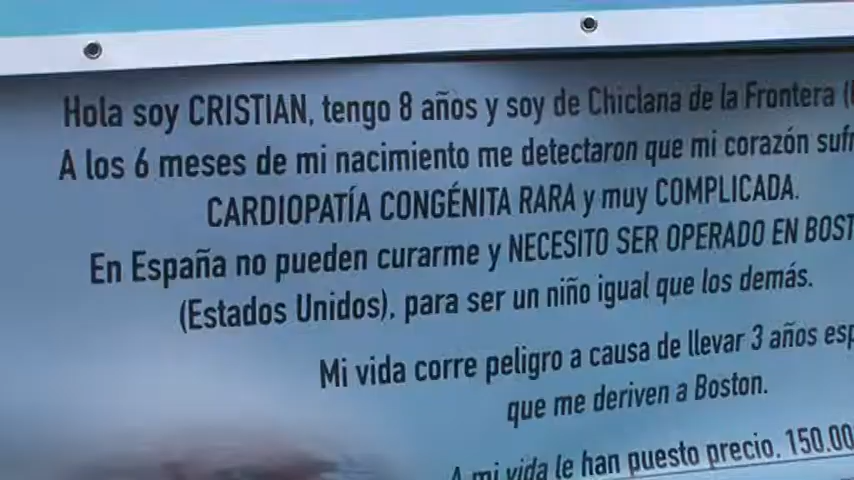 Hola soy CRISTIAN, tengo 8 años y soy de Chiclana de la Frontera
A los 6 meses de mi nacimiento me detectaron que mi corazón
CARDIOPATÍA CONGÉNITA RARA y muy COMPLICADA.
En España no pueden curarme y NECESITO SER OPERADO EN
(Estados Unidos), para ser un niño igual que los demás.
Mi vida corre peligro a causa de llevar 3 años
que me deriven a Boston.
A mi vida le han puesto precio.